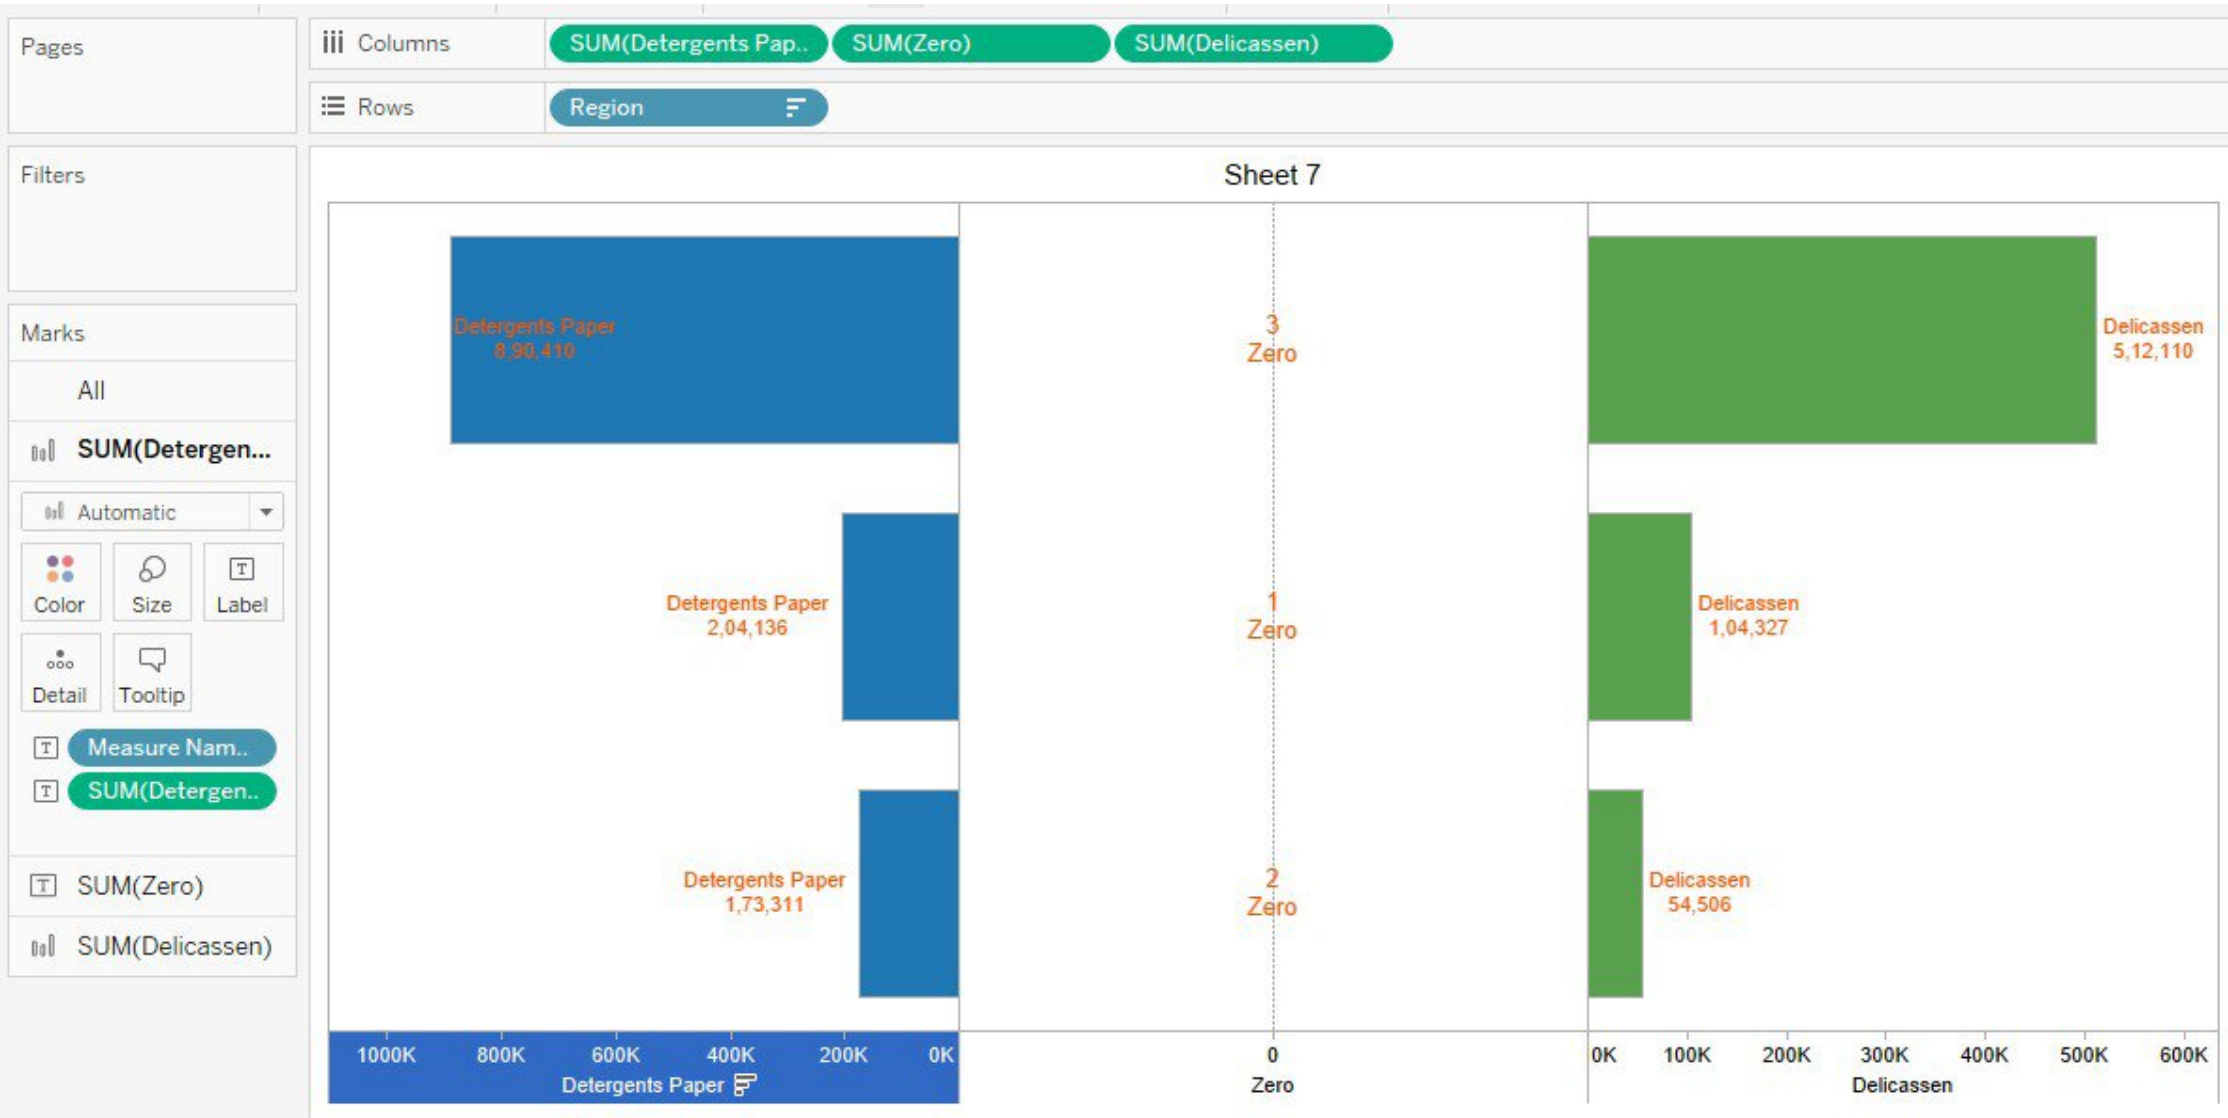 Pages
Columns
SUM(Detergents Pap..
SUM(Zero)
SUM(Delicassen)
Rows
Region
Filters
Marks
All
SUM(Detergen...
Automatic
Color
Size
Label
Detail
Tooltip
Measure Nam..
SUM(Detergen..
SUM(Zero)
SUM(Delicassen)
Sheet 7
Detergents Paper
8,90,410
3
Zero
Delicassen
5,12,110
Detergents Paper
2,04,136
1
Zero
Delicassen
1,04,327
Detergents Paper
1,73,311
2
Zero
Delicassen
54,506
1000K 800K 600K 400K 200K 0K
Detergents Paper
0
Zero
0K 100K 200K 300K 400K 500K 600K
Delicassen